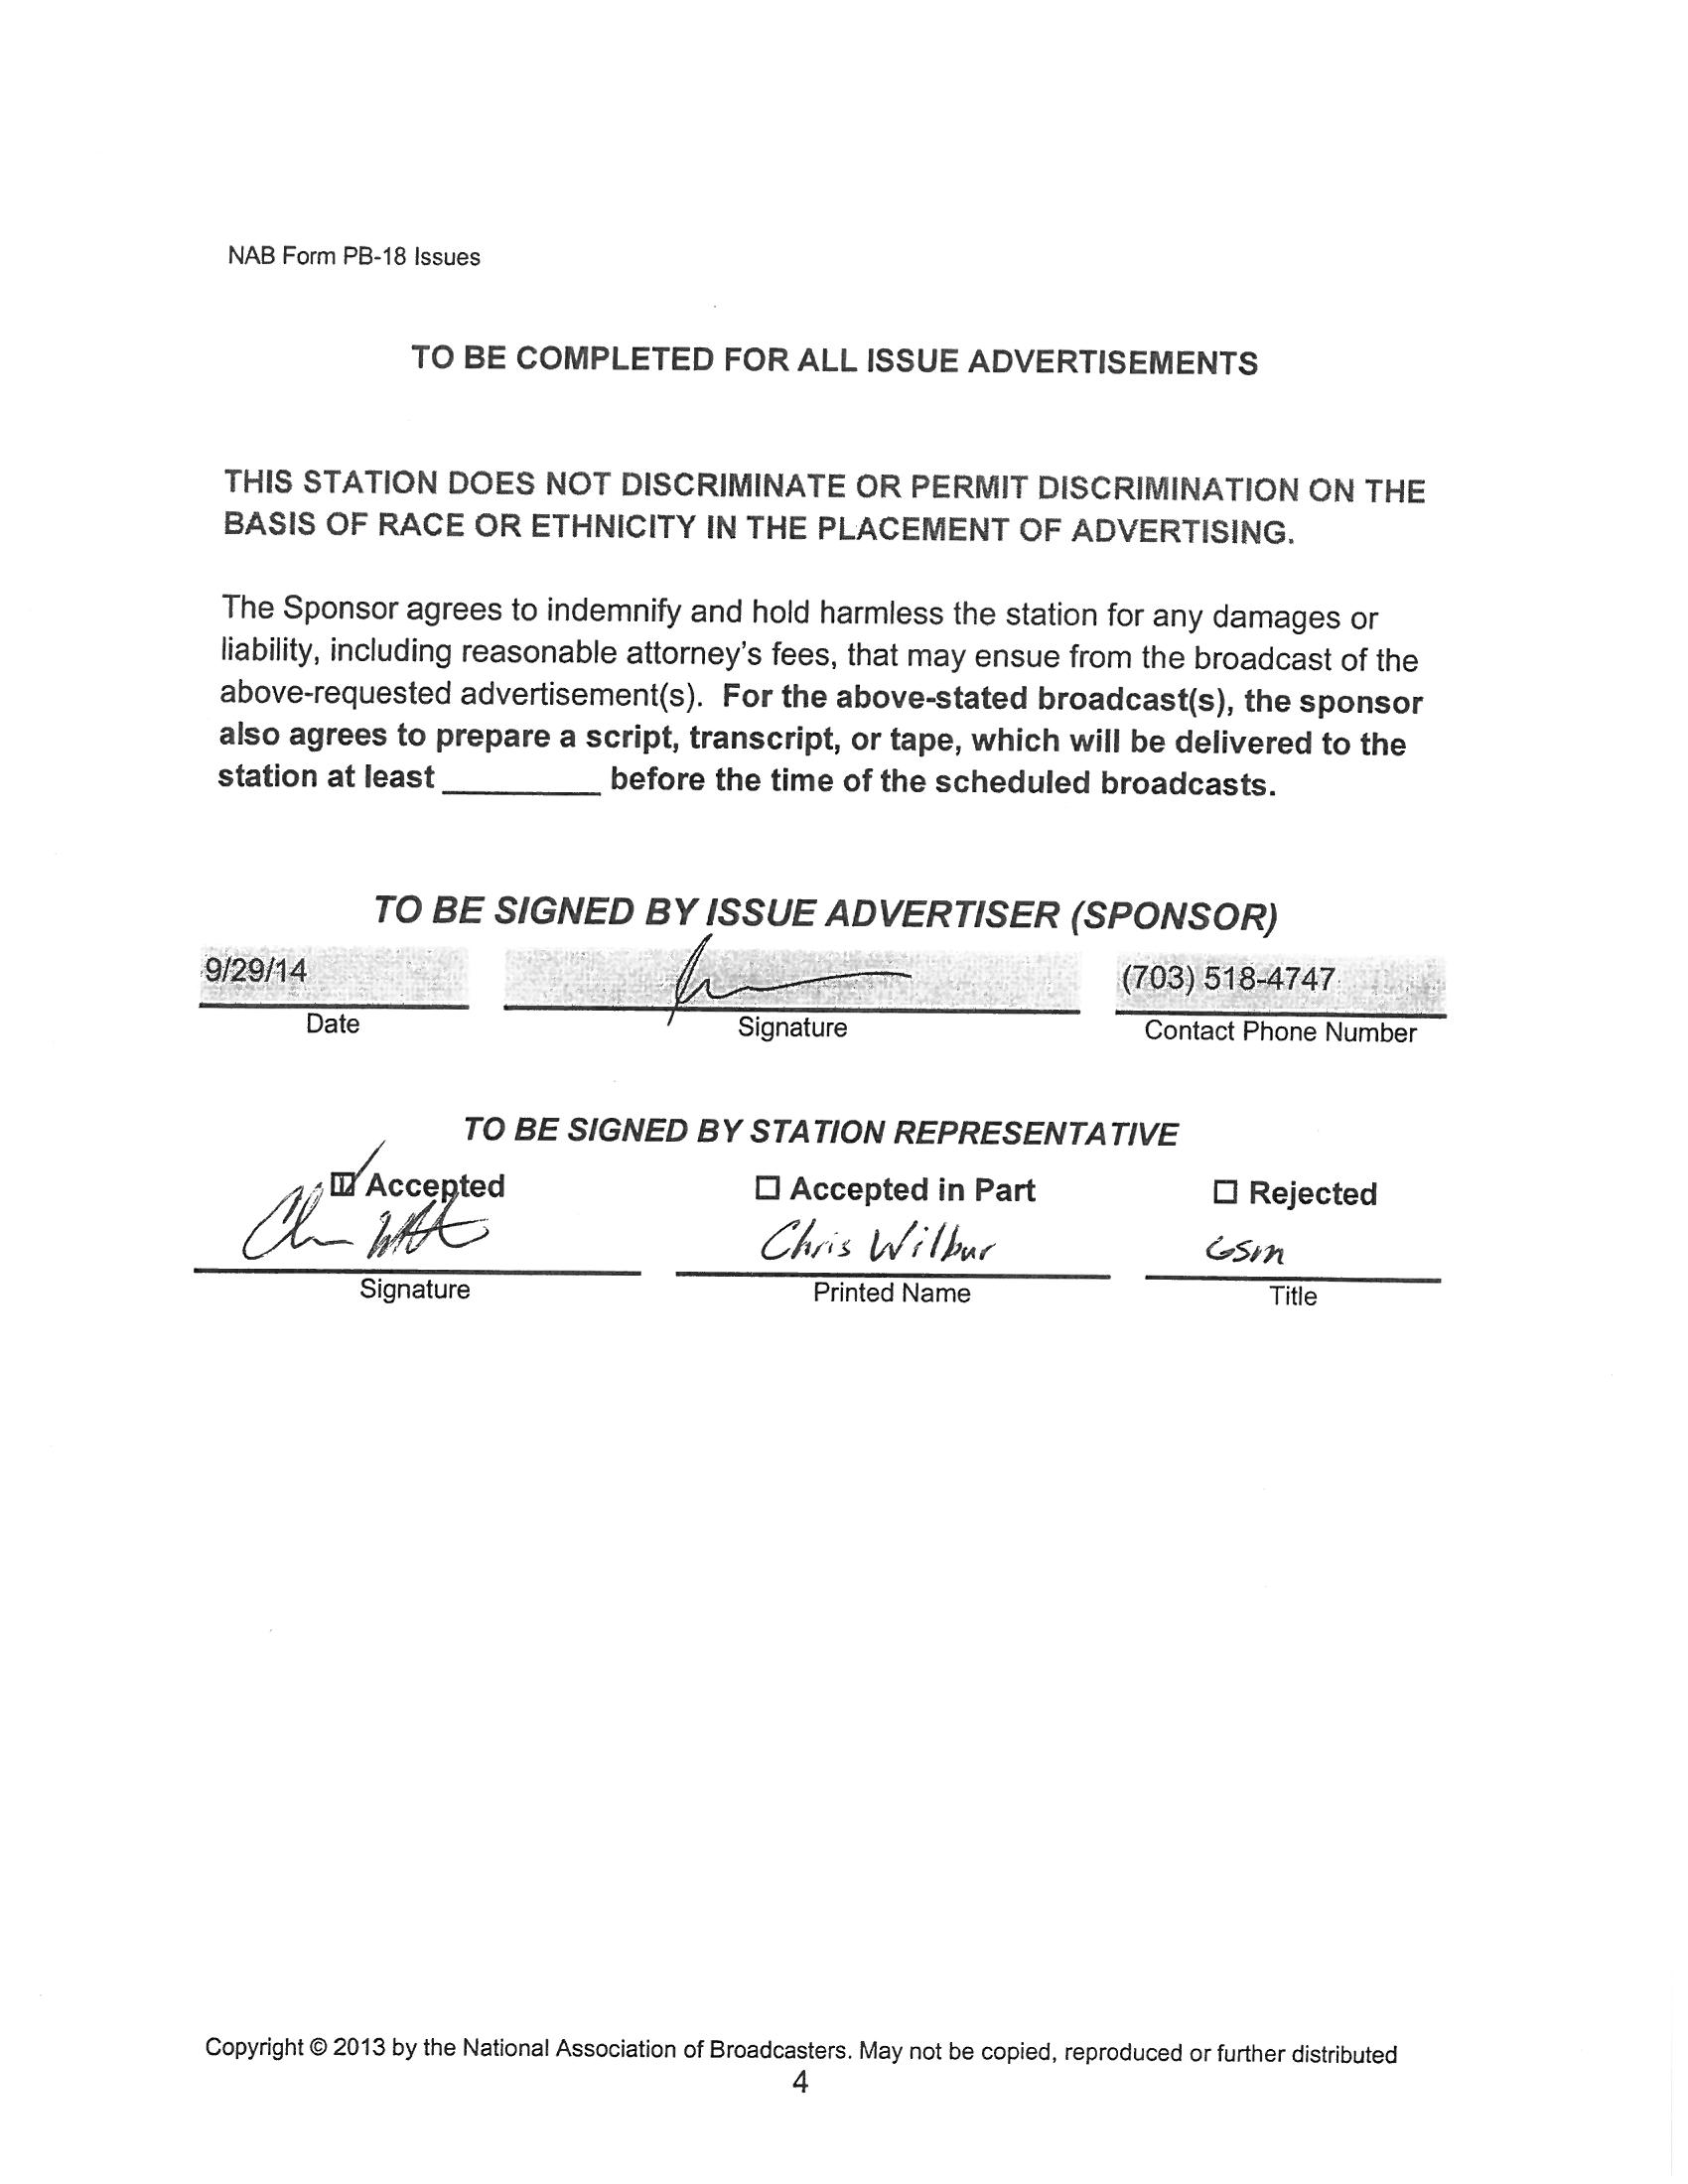 NAB Form PB-18 Issues
TO BE COMPLETED FOR ALL ISSUE ADVERTISEMENTS
THIS STATION DOES NOT DISCRIMINATE OR PERMIT DISCRIMINATION ON THE
BASIS OF RACE OR ETHNICITY IN THE PLACEMENT OF ADVERTISING.
The Sponsor agrees to indemnify and hold harmless the station for any damages or
liability, including reasonable attorney's fees, that may ensue from the broadcast of the
above-requested advertisement(s). For the above-stated broadcast(s), the sponsor
also agrees to prepare a script, transcript, or tape, which will be delivered to the
station at least _________ before the time of the scheduled broadcasts.
TO BE SIGNED BY ISSUE ADVERTISER (SPONSOR)
9/29/14 (703) 518-4747
Date Signature Contact Phone Number
TO BE SIGNED BY STATION REPRESENTATIVE
☑ Accepted ☐ Accepted in Part ☐ Rejected
Chris Wilbur GSM
Signature Printed Name Title
Copyright © 2013 by the National Association of Broadcasters. May not be copied, reproduced or further distributed
4